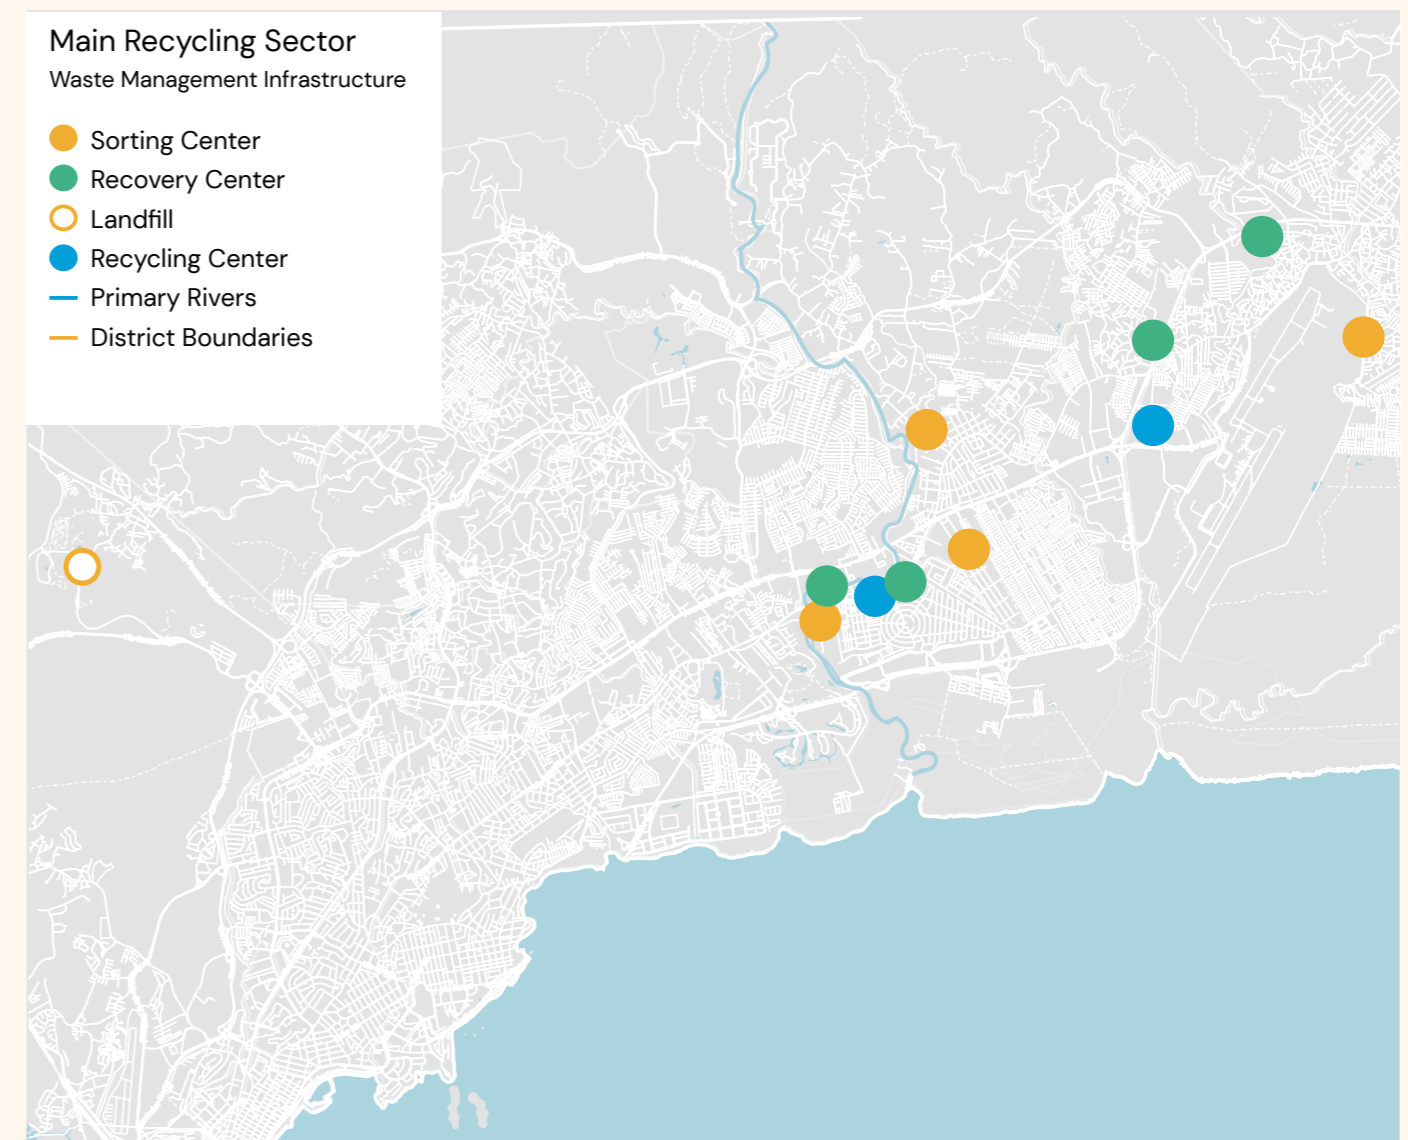 Main Recycling Sector
Waste Management Infrastructure
Sorting Center
Recovery Center
Landfill
Recycling Center
Primary Rivers
District Boundaries